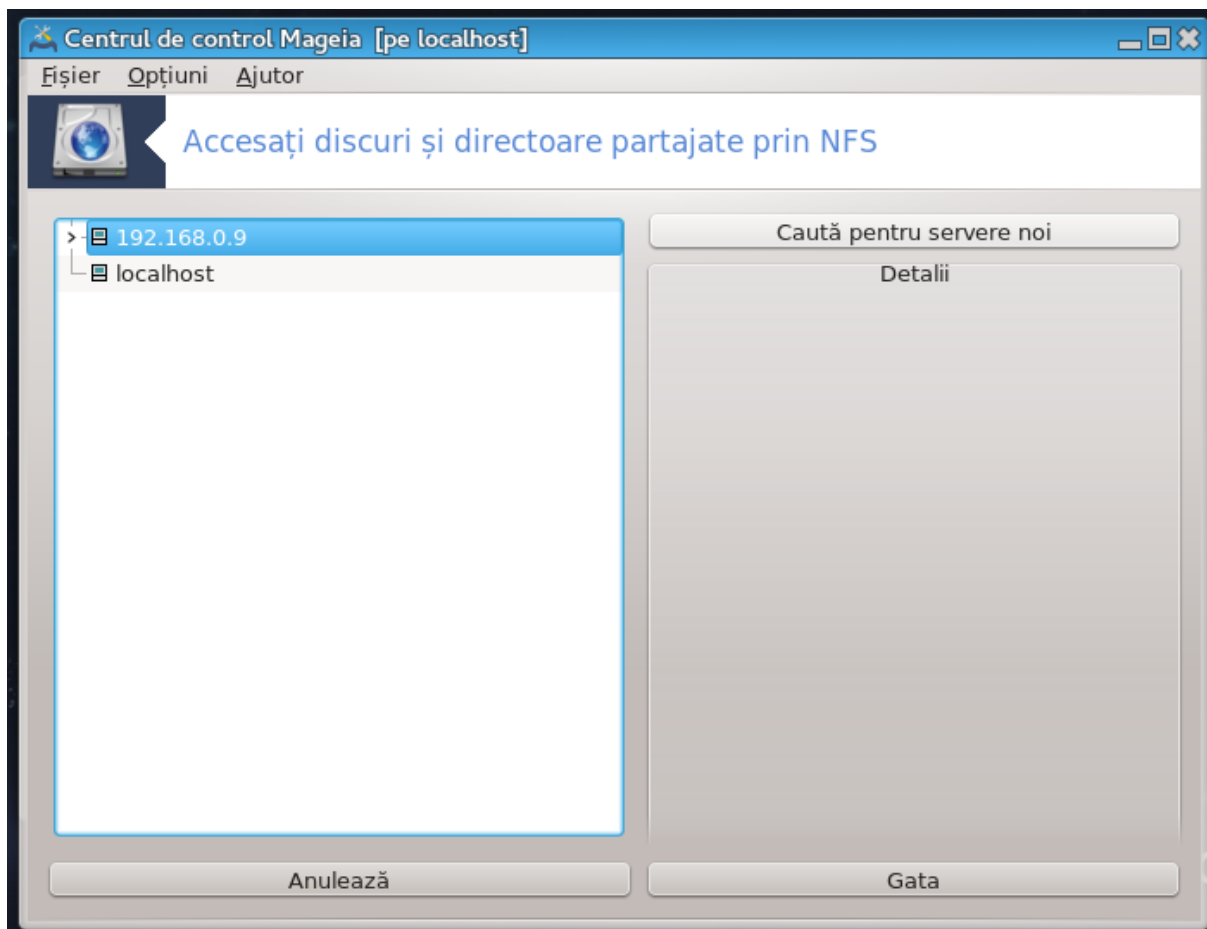 Centrul de control Mageia [pe localhost]
Fișier Opțiuni Ajutor
Accesați discuri și directoare partajate prin NFS
192.168.0.9
localhost
Caută pentru servere noi
Detalii
Anulează
Gata